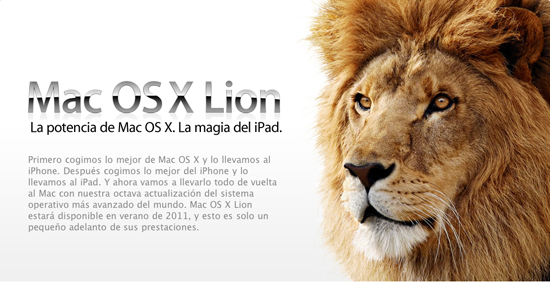 Mac OS X Lion
La potencia de Mac OS X. La magia del iPad.
Primero cogimos lo mejor de Mac OS X y lo llevamos al
iPhone. Después cogimos lo mejor del iPhone y lo
llevamos al iPad. Y ahora vamos a llevarlo todo de vuelta
al Mac con nuestra octava actualización del sistema
operativo más avanzado del mundo. Mac OS X Lion
estará disponible en verano de 2011, y esto es solo un
pequeño adelanto de sus prestaciones.